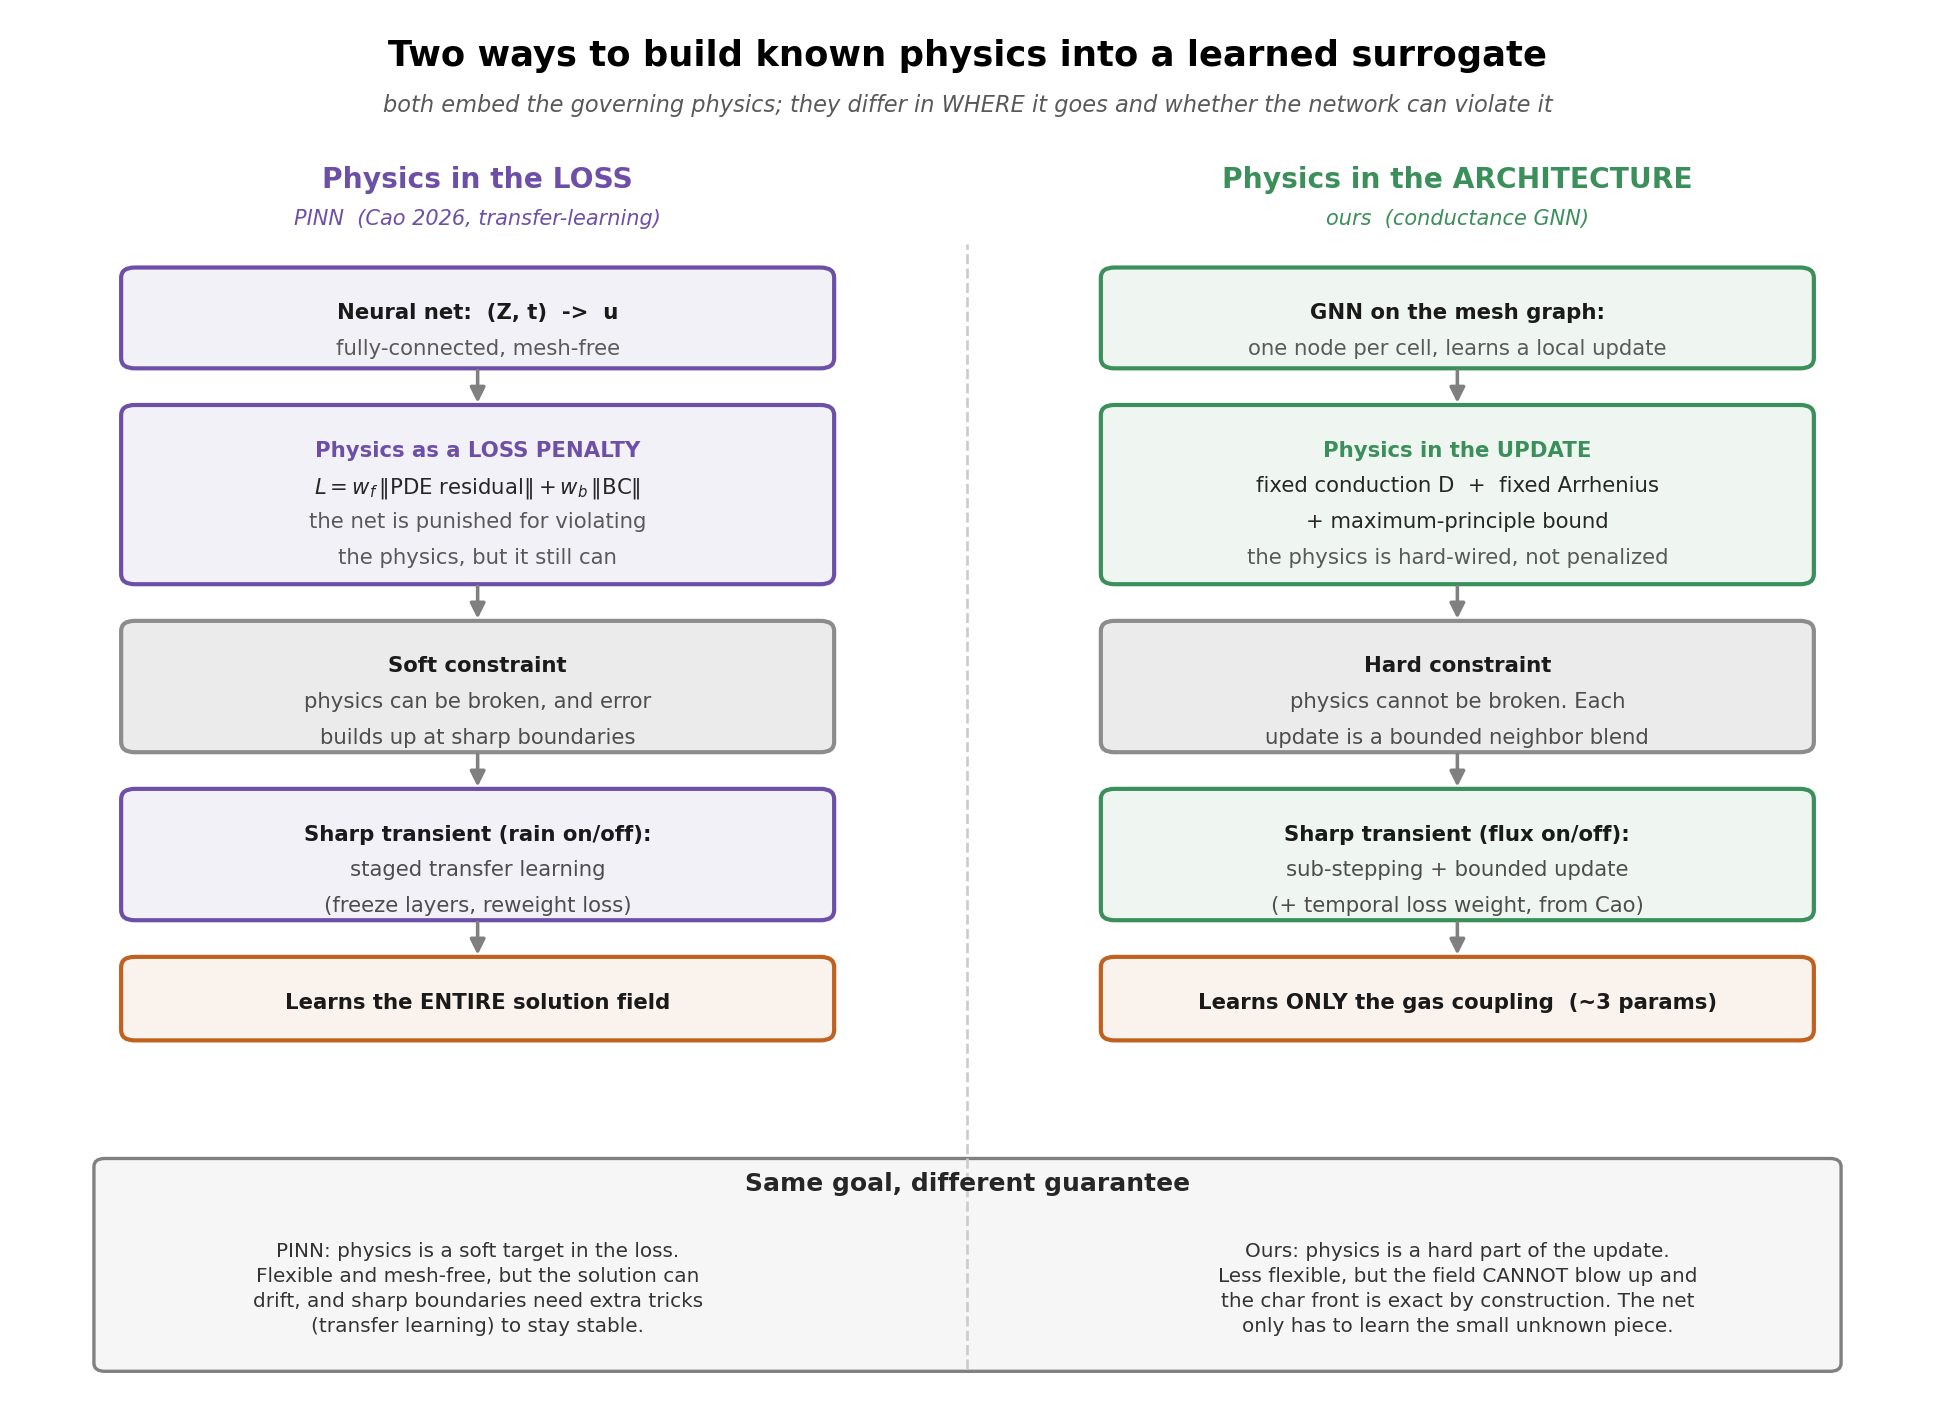 Two ways to build known physics into a learned surrogate
both embed the governing physics; they differ in WHERE it goes and whether the network can violate it
Physics in the LOSS
PINN (Cao 2026, transfer-learning)
Neural net: (Z, t) -> u
fully-connected, mesh-free
Physics as a LOSS PENALTY
L = w_f ‖PDE residual‖ + w_b ‖BC‖
the net is punished for violating
the physics, but it still can
Soft constraint
physics can be broken, and error
builds up at sharp boundaries
Sharp transient (rain on/off):
staged transfer learning
(freeze layers, reweight loss)
Learns the ENTIRE solution field
Physics in the ARCHITECTURE
ours (conductance GNN)
GNN on the mesh graph:
one node per cell, learns a local update
Physics in the UPDATE
fixed conduction D + fixed Arrhenius
+ maximum-principle bound
the physics is hard-wired, not penalized
Hard constraint
physics cannot be broken. Each
update is a bounded neighbor blend
Sharp transient (flux on/off):
sub-stepping + bounded update
(+ temporal loss weight, from Cao)
Learns ONLY the gas coupling (~3 params)
Same goal, different guarantee
PINN: physics is a soft target in the loss.
Flexible and mesh-free, but the solution can
drift, and sharp boundaries need extra tricks
(transfer learning) to stay stable.
Ours: physics is a hard part of the update.
Less flexible, but the field CANNOT blow up and
the char front is exact by construction. The net
only has to learn the small unknown piece.